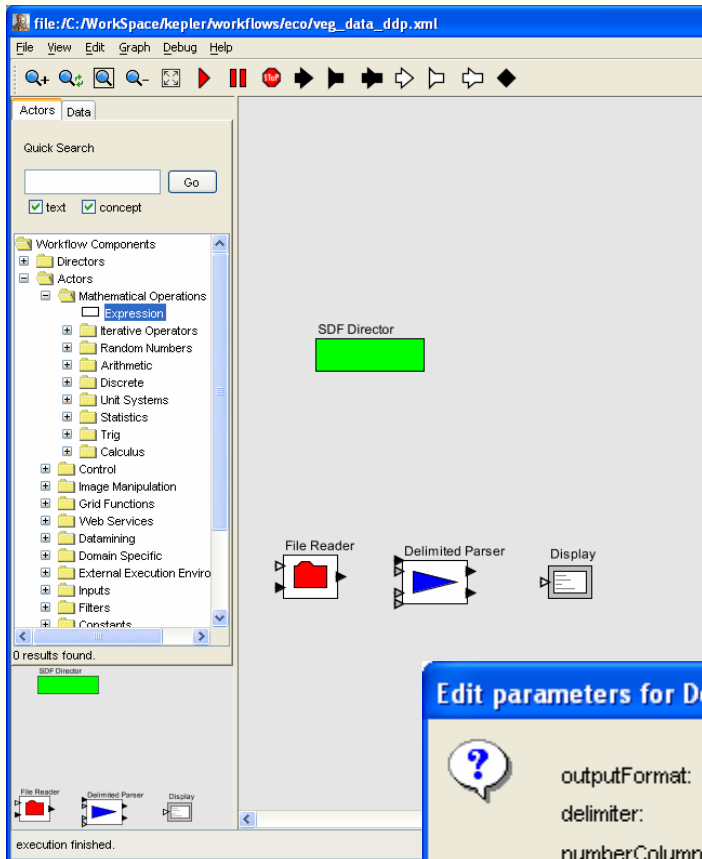 file:/C:/WorkSpace/kepler/workflows/eco/veg_data_ddp.xml
File View Edit Graph Debug Help
STOP
Actors Data
Quick Search
Go
text concept
Workflow Components
Directors
Actors
Mathematical Operations
Expression
Iterative Operators
Random Numbers
Arithmetic
Discrete
Unit Systems
Statistics
Trig
Calculus
Control
Image Manipulation
Grid Functions
Web Services
Datamining
Domain Specific
External Execution Enviro
Inputs
Filters
Constants
0 results found.
SDF Director
File Reader Delimited Parser Display
execution finished.
SDF Director
File Reader Delimited Parser Display
Edit parameters for De
outputFormat:
delimiter:
numberColumn